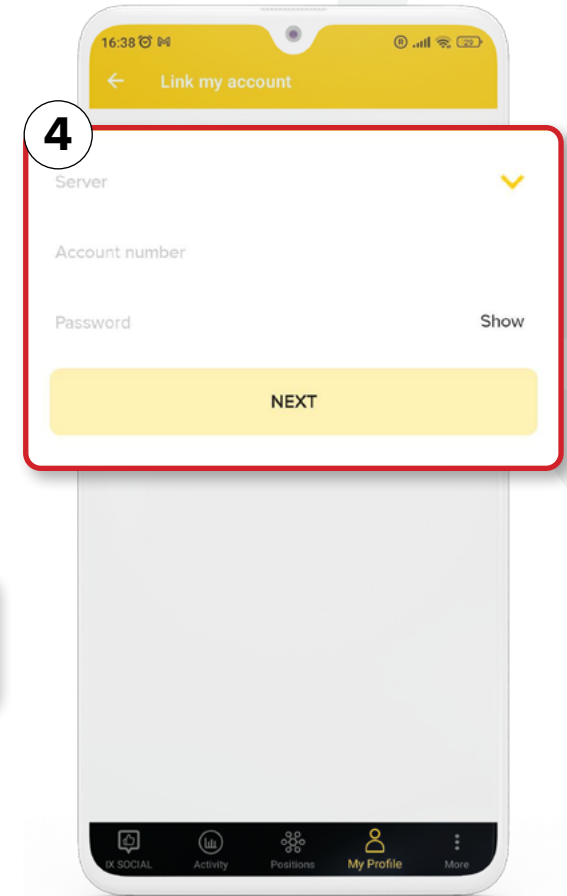 16:38
29
Link my account
4
Server
Account number
Password Show
NEXT
IX SOCIAL Activity Positions My Profile More